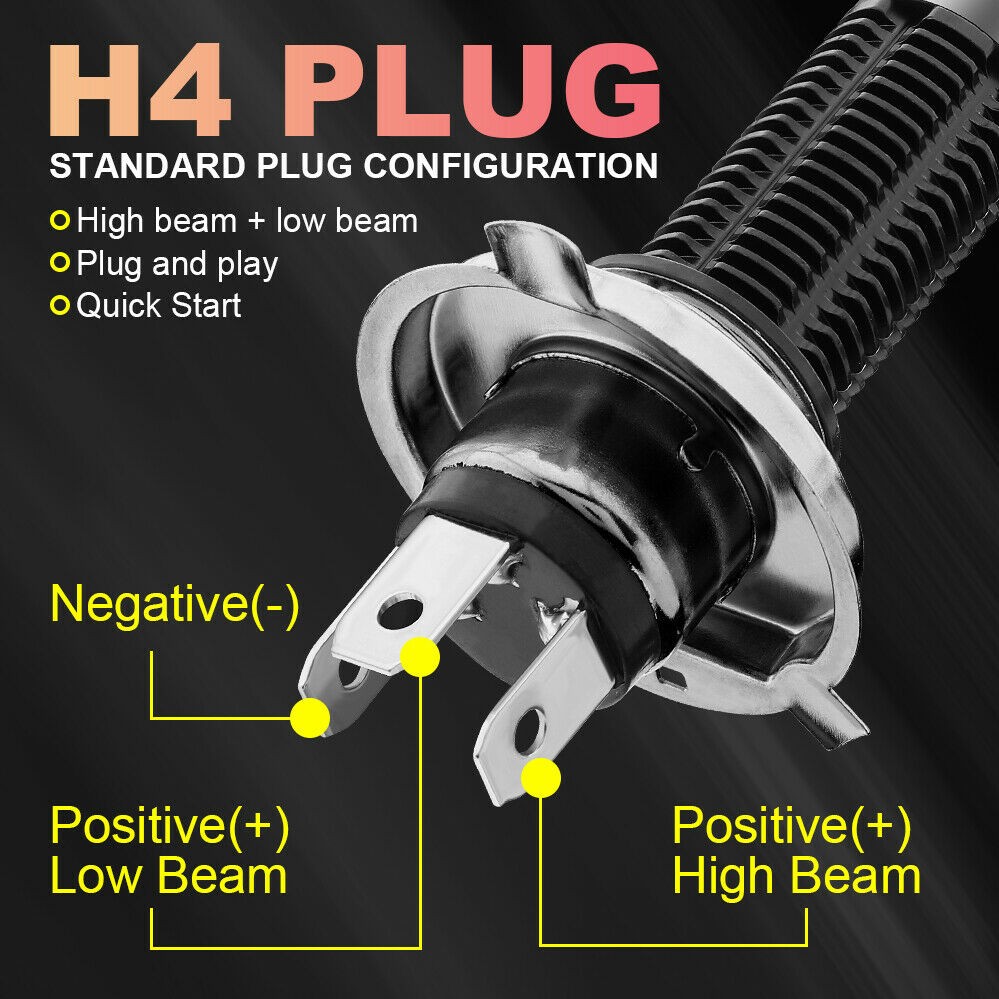 H4 PLUG
STANDARD PLUG CONFIGURATION
High beam + low beam
Plug and play
Quick Start
Negative(-)
Positive(+)
Low Beam
Positive(+)
High Beam